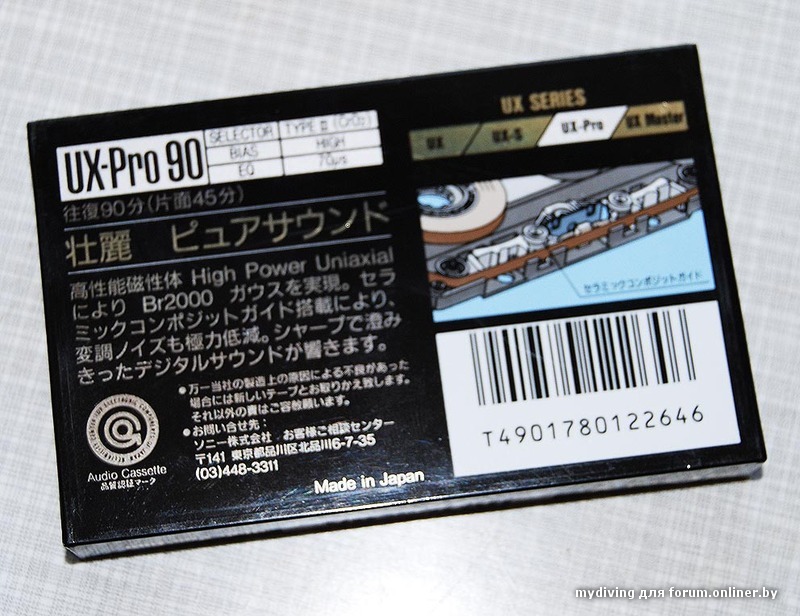 UX-Pro 90
SELECTOR TYPE II (CrO₂)
BIAS HIGH
EQ 70μs
往復90分(片面45分)
壮麗 ピュアサウンド
高性能磁性体 High Power Uniaxial
により Br2000 ガウスを実現。セラ
ミックコンポジットガイド搭載により、
変調ノイズも極力低減。シャープで澄み
きったデジタルサウンドが響きます。
●万一当社の製造上の原因による不良があった
場合には新しいテープとお取りかえ致します。
それ以外の責はご容赦願います。
●お問い合せ先:
ソニー株式会社 お客様ご相談センター
〒141 東京都品川区北品川6-7-35
(03)448-3311
Audio Cassette
品質認証マーク
Made in Japan
UX SERIES
UX UX-S UX-Pro UX Master
セラミックコンポジットガイド
T4901780122646
mydiving для forum.onliner.by